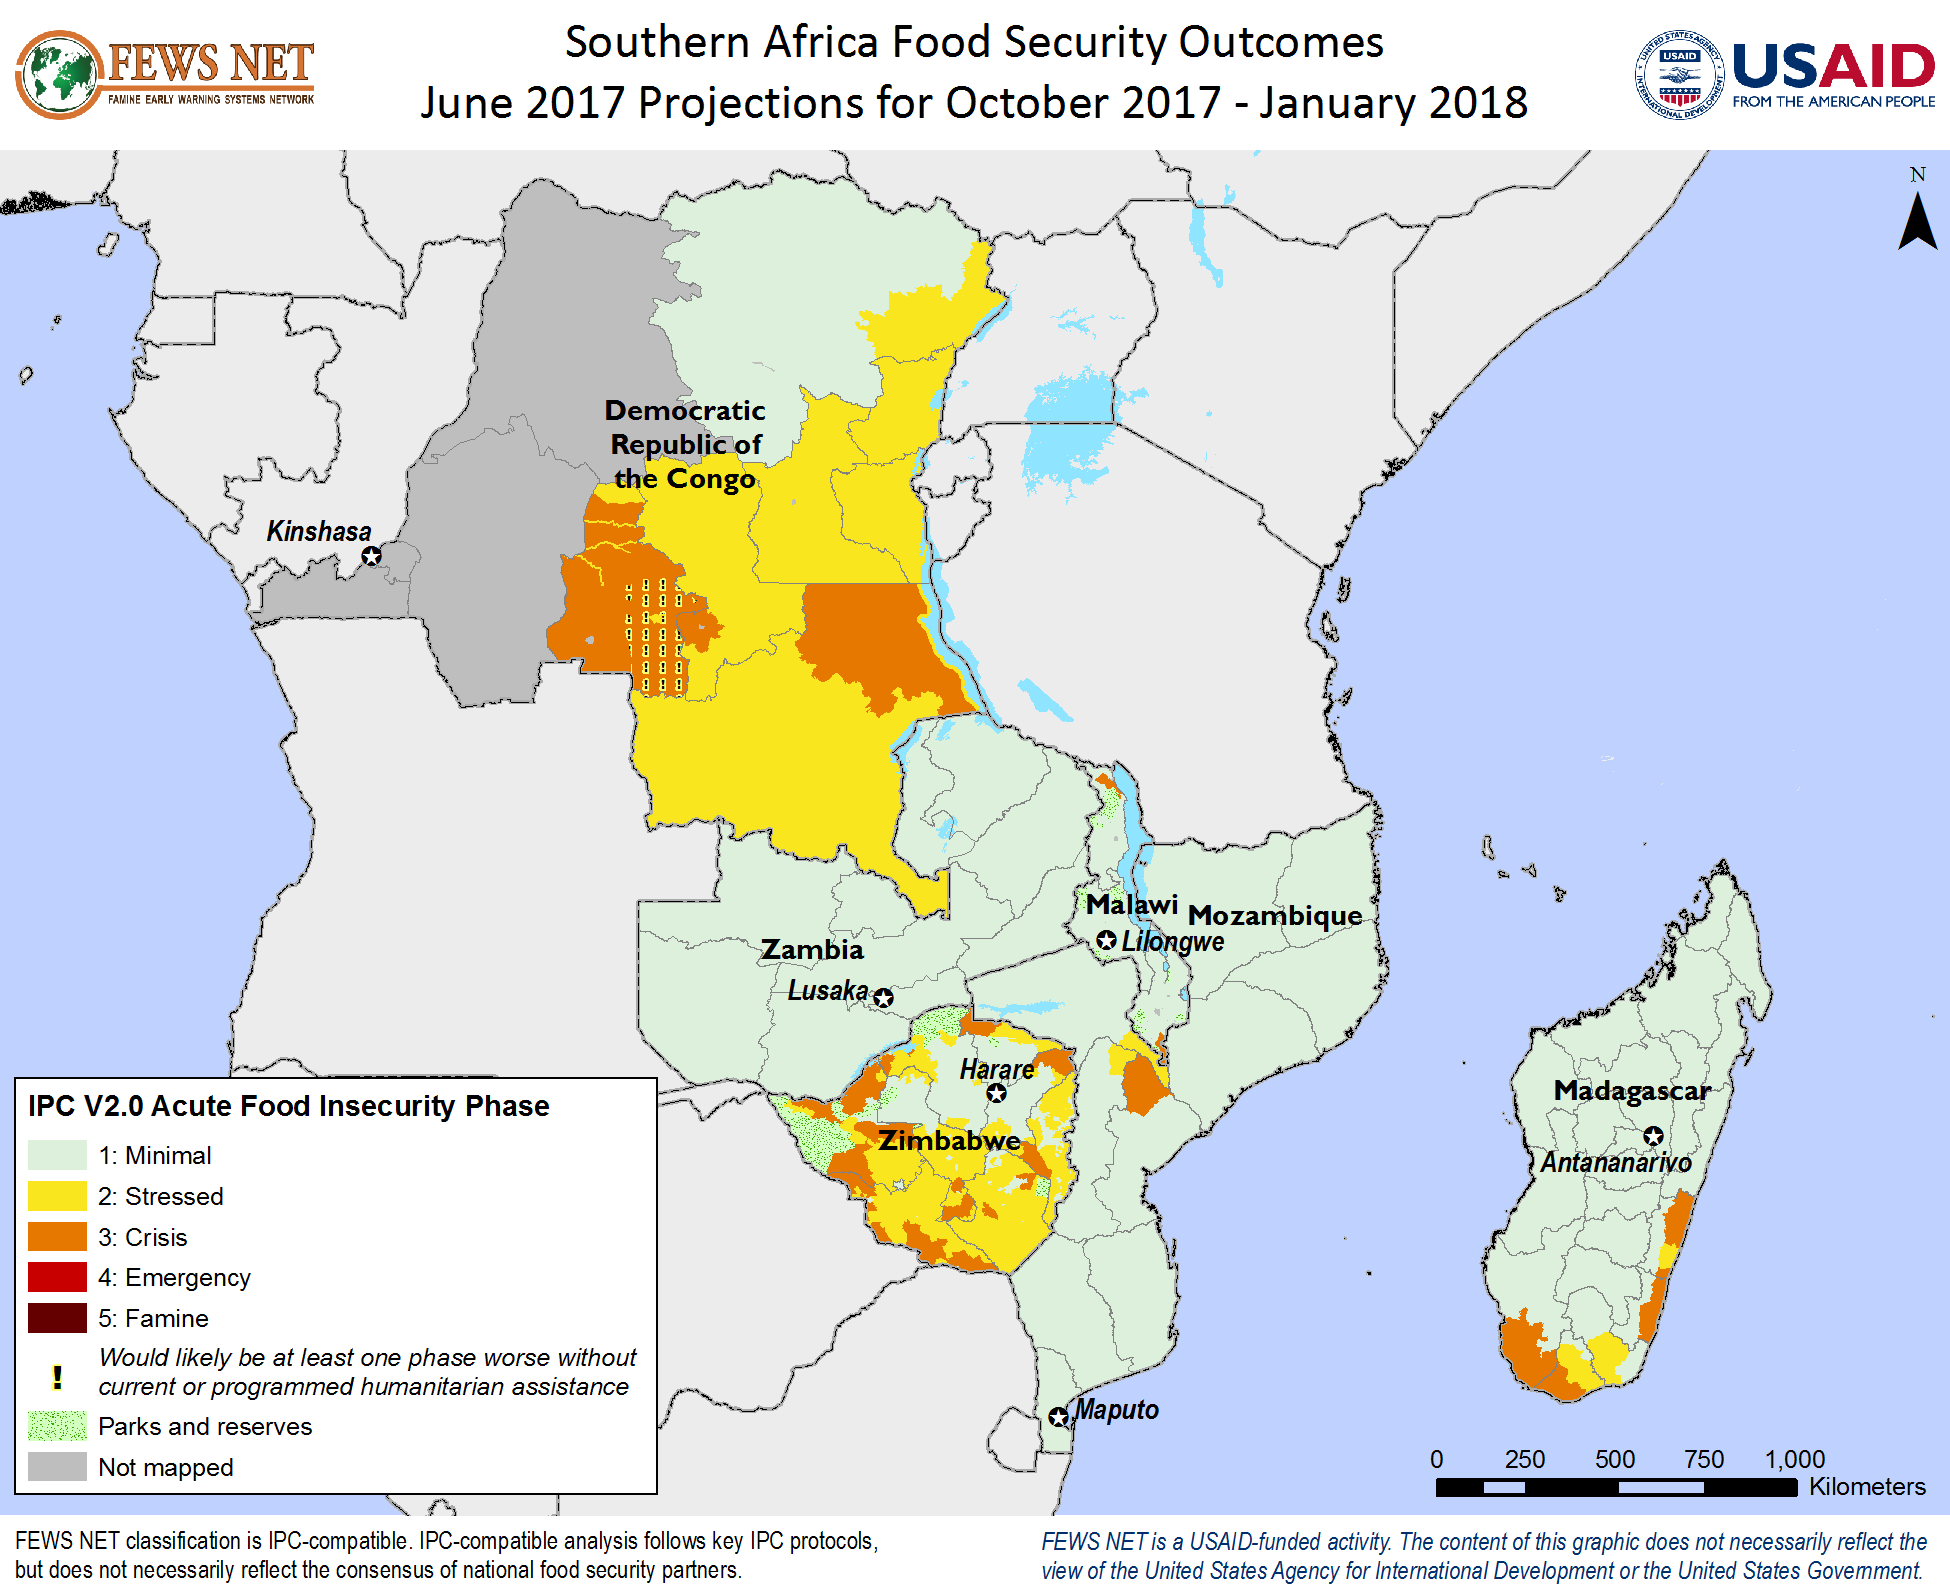 FEWS NET
FAMINE EARLY WARNING SYSTEMS NETWORK
Southern Africa Food Security Outcomes
June 2017 Projections for October 2017 - January 2018
UNITED STATES AGENCY
USAID
INTERNATIONAL DEVELOPMENT
USAID
FROM THE AMERICAN PEOPLE
N
Democratic
Republic of
the Congo
Kinshasa
Malawi
Mozambique
Lilongwe
Zambia
Lusaka
Harare
Zimbabwe
Madagascar
Antananarivo
Maputo
IPC V2.0 Acute Food Insecurity Phase
1: Minimal
2: Stressed
3: Crisis
4: Emergency
5: Famine
! Would likely be at least one phase worse without
current or programmed humanitarian assistance
Parks and reserves
Not mapped
0 250 500 750 1,000
Kilometers
FEWS NET classification is IPC-compatible. IPC-compatible analysis follows key IPC protocols,
but does not necessarily reflect the consensus of national food security partners.
FEWS NET is a USAID-funded activity. The content of this graphic does not necessarily reflect the
view of the United States Agency for International Development or the United States Government.